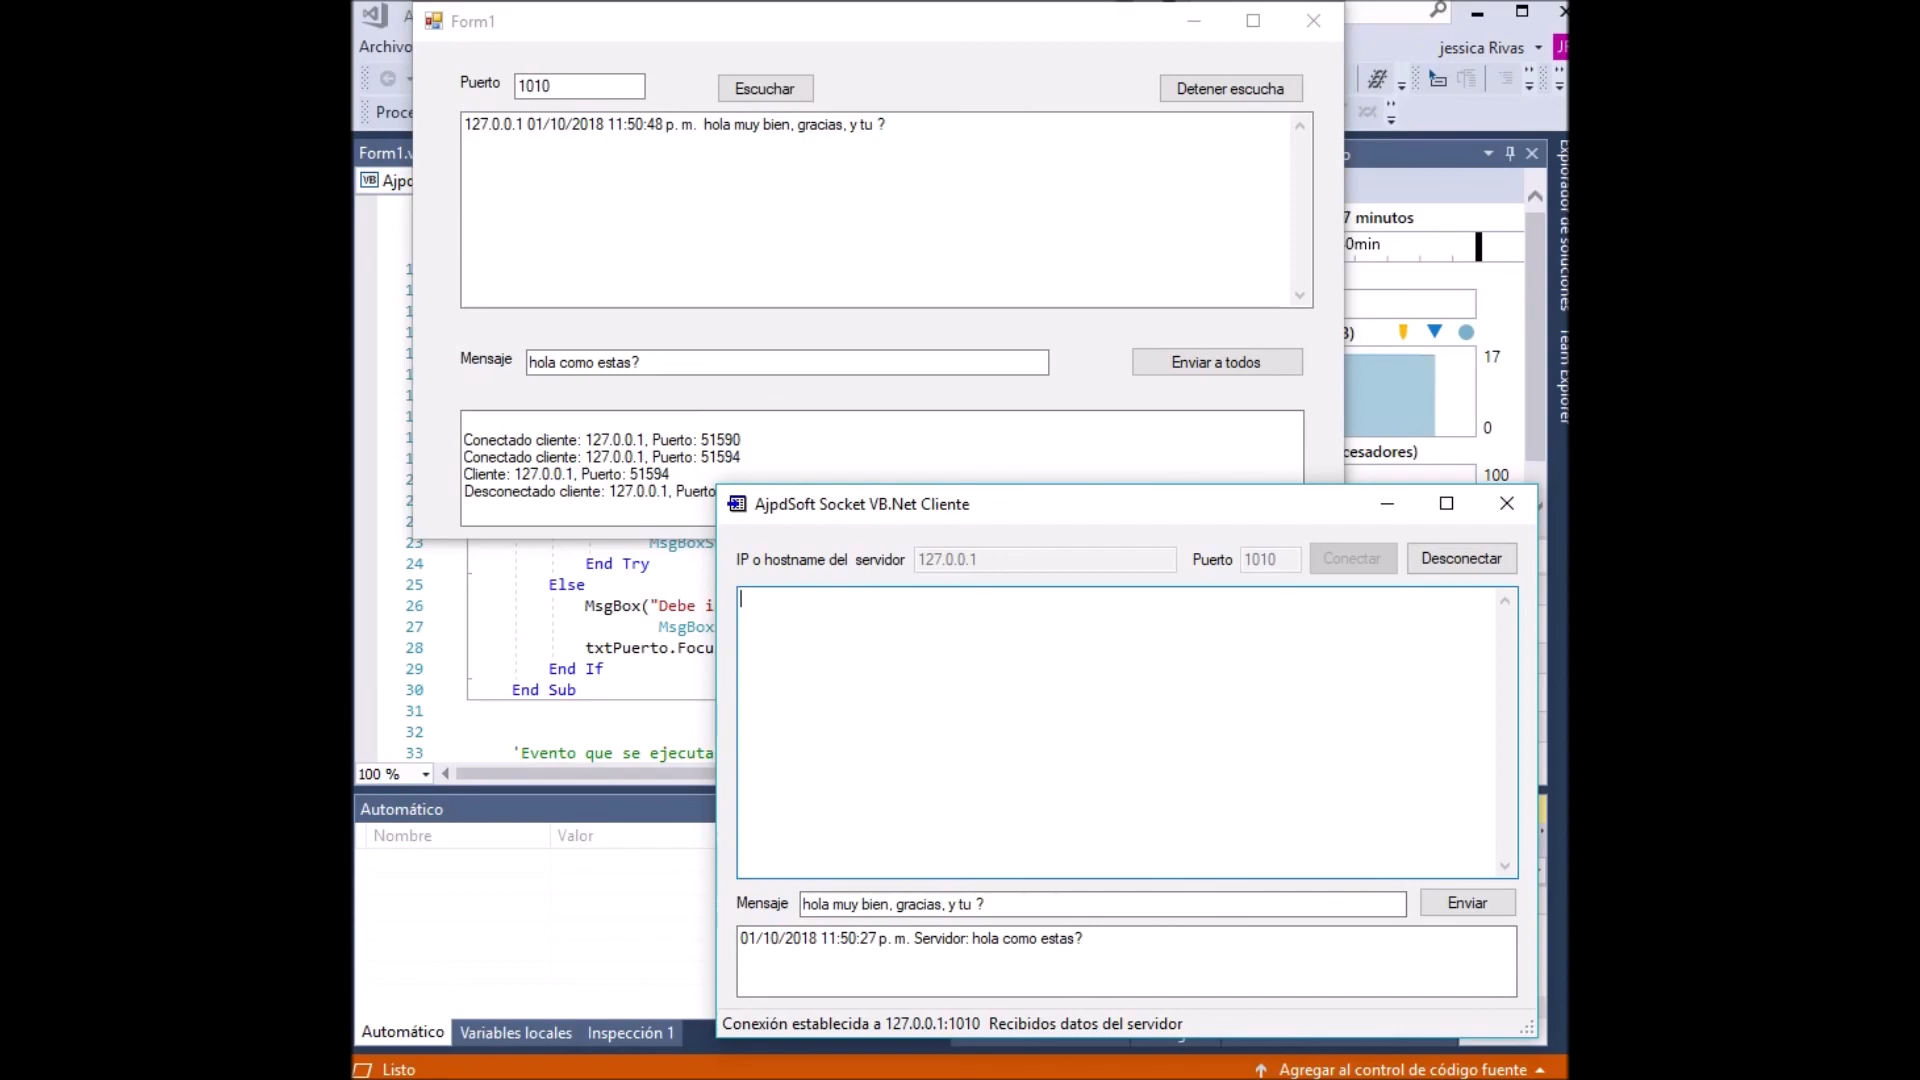 Form1
jessica Rivas
Archivo
Puerto 1010 Escuchar Detener escucha
127.0.0.1 01/10/2018 11:50:48 p. m. hola muy bien, gracias, y tu ?
Form1.v
VB
7 minutos
0min
Explorador de soluciones
Team Explorer
Mensaje hola como estas? Enviar a todos
17
0
cesadores)
100
Conectado cliente: 127.0.0.1, Puerto: 51590
Conectado cliente: 127.0.0.1, Puerto: 51594
Cliente: 127.0.0.1, Puerto: 51594
Desconectado cliente: 127.0.0.1, Puerto
AjpdSoft Socket VB.Net Cliente
IP o hostname del servidor 127.0.0.1 Puerto 1010 Conectar Desconectar
23 MsgBoxS
24 End Try
25 Else
26 MsgBox("Debe i
27 MsgBox
28 txtPuerto.Focu
29 End If
30 End Sub
31
32
33 'Evento que se ejecuta
100 %
Automático
Nombre Valor
Mensaje hola muy bien, gracias, y tu ? Enviar
01/10/2018 11:50:27 p. m. Servidor: hola como estas?
Conexión establecida a 127.0.0.1:1010 Recibidos datos del servidor
Automático Variables locales Inspección 1
Listo
Agregar al control de código fuente